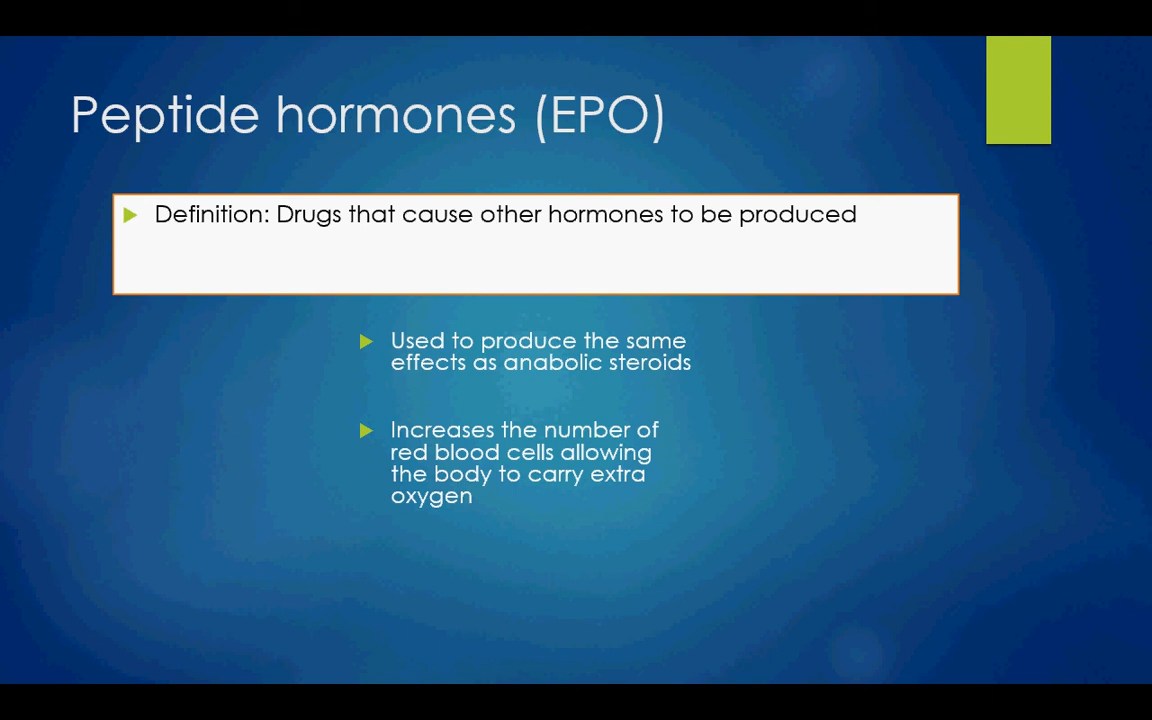 Peptide hormones (EPO)
Definition: Drugs that cause other hormones to be produced
Used to produce the same
effects as anabolic steroids
Increases the number of
red blood cells allowing
the body to carry extra
oxygen